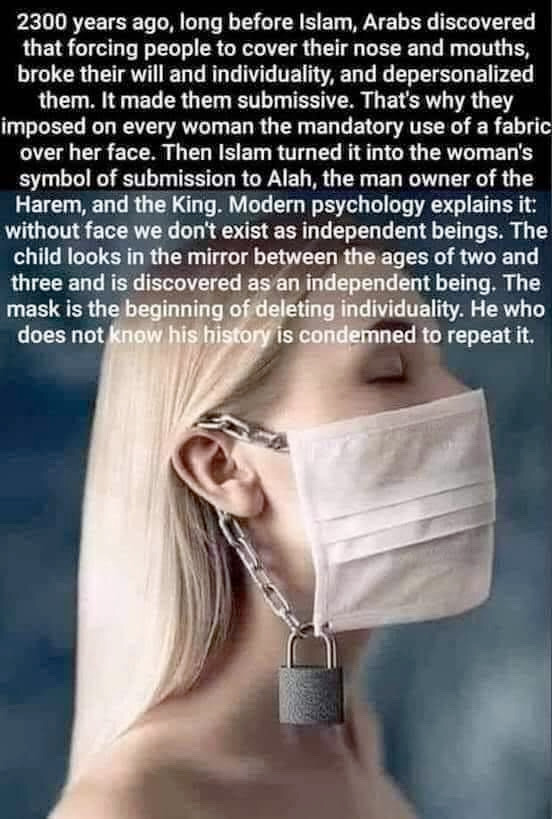 2300 years ago, long before Islam, Arabs discovered
that forcing people to cover their nose and mouths,
broke their will and individuality, and depersonalized
them. It made them submissive. That's why they
imposed on every woman the mandatory use of a fabric
over her face. Then Islam turned it into the woman's
symbol of submission to Alah, the man owner of the
Harem, and the King. Modern psychology explains it:
without face we don't exist as independent beings. The
child looks in the mirror between the ages of two and
three and is discovered as an independent being. The
mask is the beginning of deleting individuality. He who
does not know his history is condemned to repeat it.